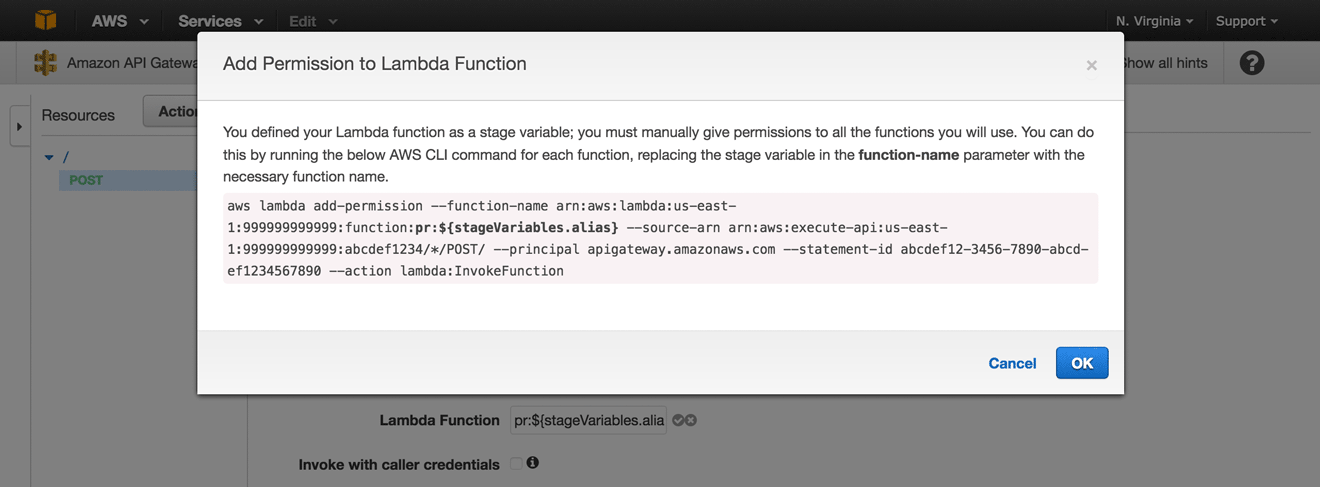 AWS Services Edit N. Virginia Support
Amazon API Gatewa
Add Permission to Lambda Function ×
how all hints ?
Resources Action
You defined your Lambda function as a stage variable; you must manually give permissions to all the functions you will use. You can do
this by running the below AWS CLI command for each function, replacing the stage variable in the function-name parameter with the
necessary function name.
/
POST
aws lambda add-permission --function-name arn:aws:lambda:us-east-
1:999999999999:function:pr:${stageVariables.alias} --source-arn arn:aws:execute-api:us-east-
1:999999999999:abcdef1234/*/POST/ --principal apigateway.amazonaws.com --statement-id abcdef12-3456-7890-abcd-
ef1234567890 --action lambda:InvokeFunction
Cancel OK
Lambda Function pr:${stageVariables.alia
Invoke with caller credentials